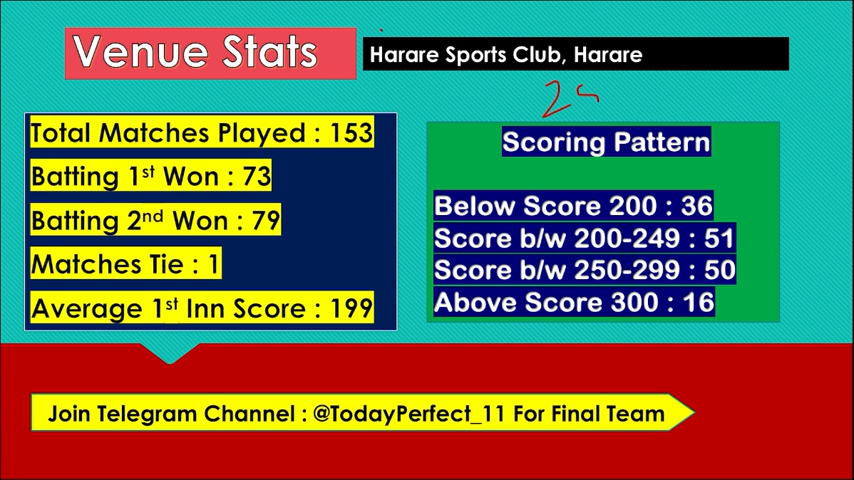 Venue Stats
Harare Sports Club, Harare
Total Matches Played : 153
Batting 1st Won : 73
Batting 2nd Won : 79
Matches Tie : 1
Average 1st Inn Score : 199
Scoring Pattern
Below Score 200 : 36
Score b/w 200-249 : 51
Score b/w 250-299 : 50
Above Score 300 : 16
Join Telegram Channel : @TodayPerfect_11 For Final Team